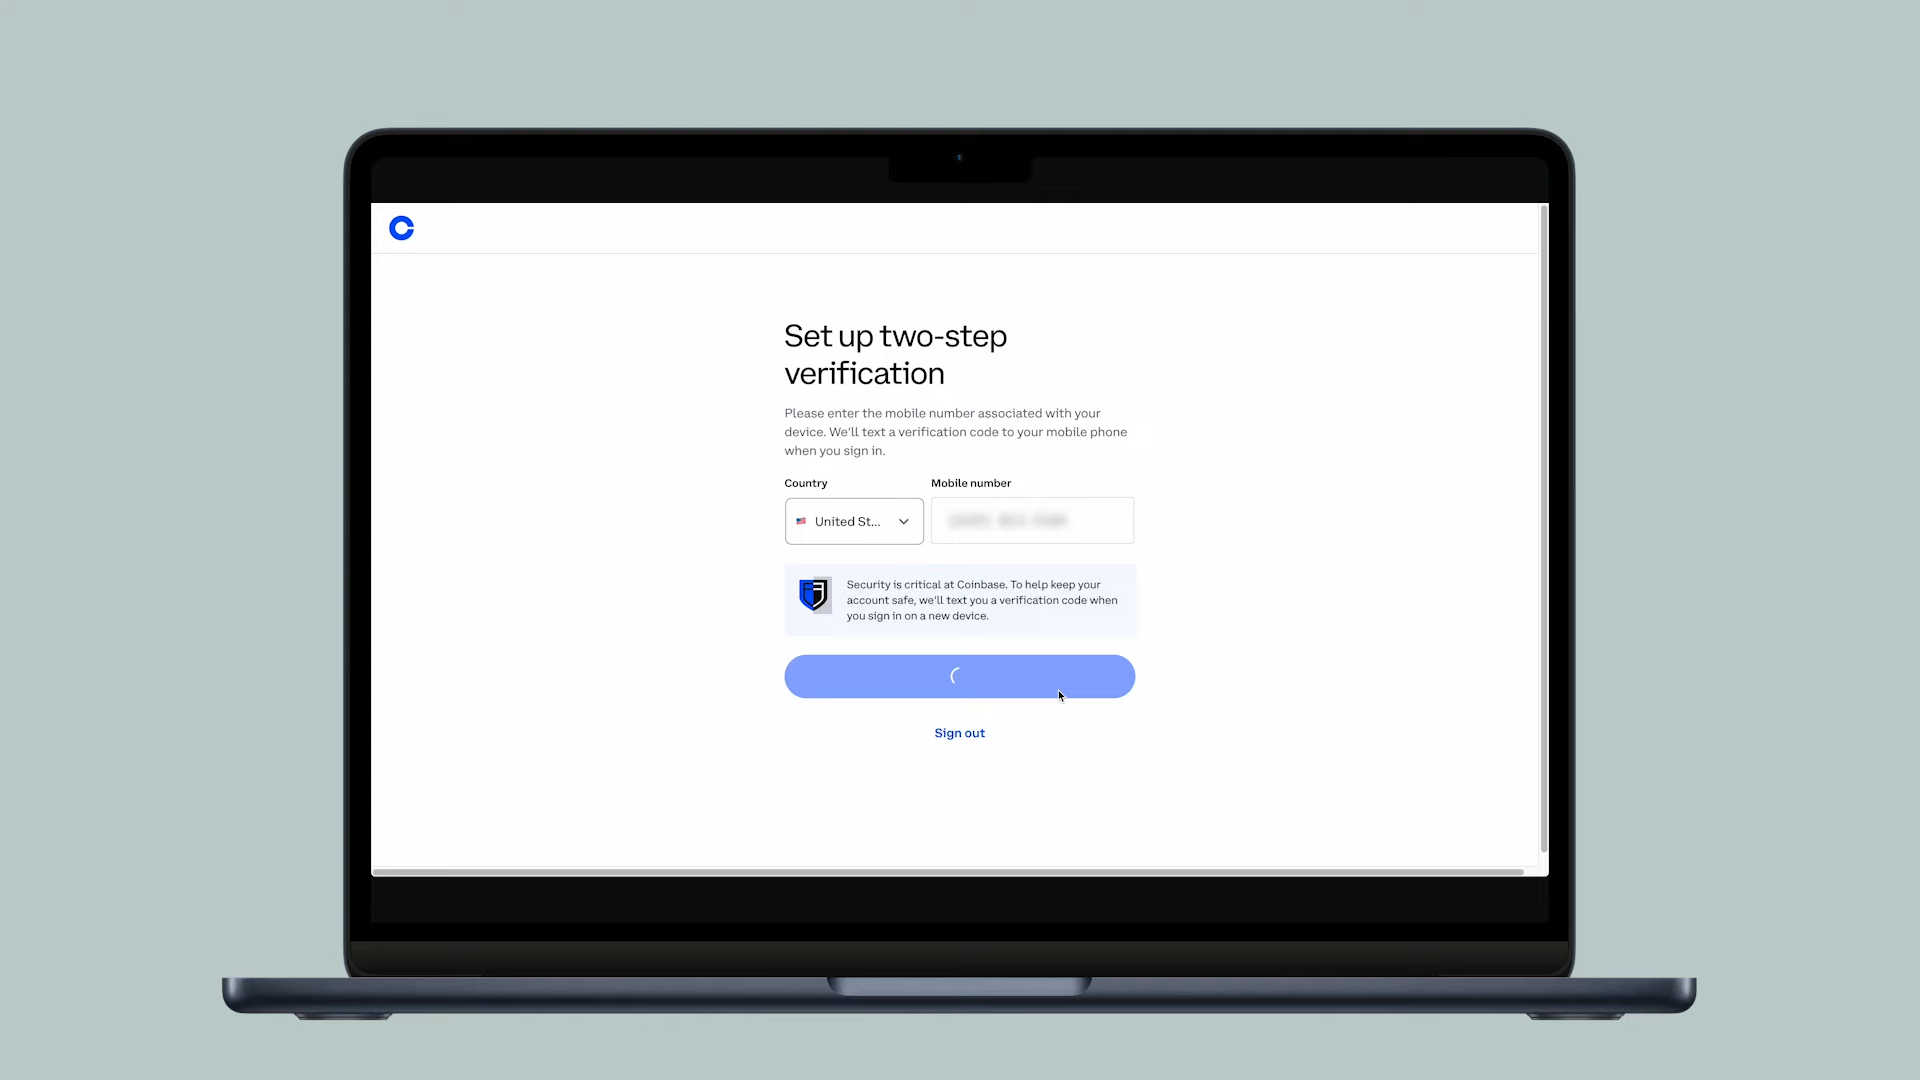 Set up two-step
verification
Please enter the mobile number associated with your
device. We'll text a verification code to your mobile phone
when you sign in.
Country
Mobile number
United St...
Security is critical at Coinbase. To help keep your
account safe, we'll text you a verification code when
you sign in on a new device.
Sign out